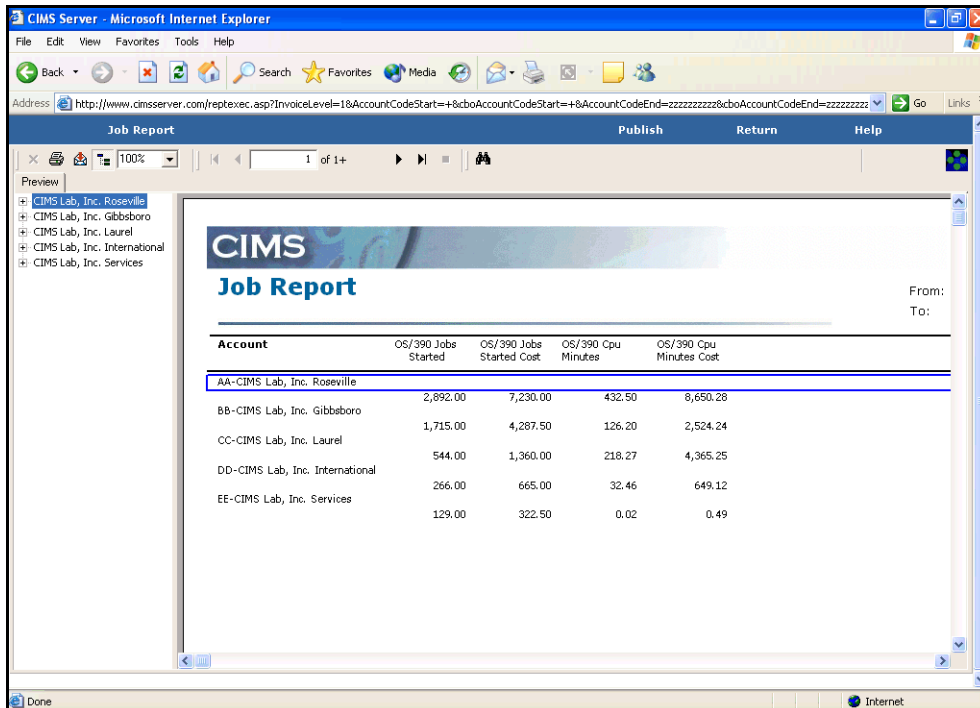 CIMS Server - Microsoft Internet Explorer
File Edit View Favorites Tools Help
Back Search Favorites Media
Address http://www.cimsserver.com/reptexec.asp?InvoiceLevel=1&AccountCodeStart=+&cboAccountCodeStart=+&AccountCodeEnd=zzzzzzzzzz&cboAccountCodeEnd=zzzzzzzzz Go Links
Job Report Publish Return Help
100% 1 of 1+
Preview
CIMS Lab, Inc. Roseville
CIMS Lab, Inc. Gibbsboro
CIMS Lab, Inc. Laurel
CIMS Lab, Inc. International
CIMS Lab, Inc. Services
CIMS
Job Report
From:
To:
Account OS/390 Jobs Started OS/390 Jobs Started Cost OS/390 Cpu Minutes OS/390 Cpu Minutes Cost
AA-CIMS Lab, Inc. Roseville
2,892.00 7,230.00 432.50 8,650.28
BB-CIMS Lab, Inc. Gibbsboro
1,715.00 4,287.50 126.20 2,524.24
CC-CIMS Lab, Inc. Laurel
544.00 1,360.00 218.27 4,365.25
DD-CIMS Lab, Inc. International
266.00 665.00 32.46 649.12
EE-CIMS Lab, Inc. Services
129.00 322.50 0.02 0.49
Done Internet